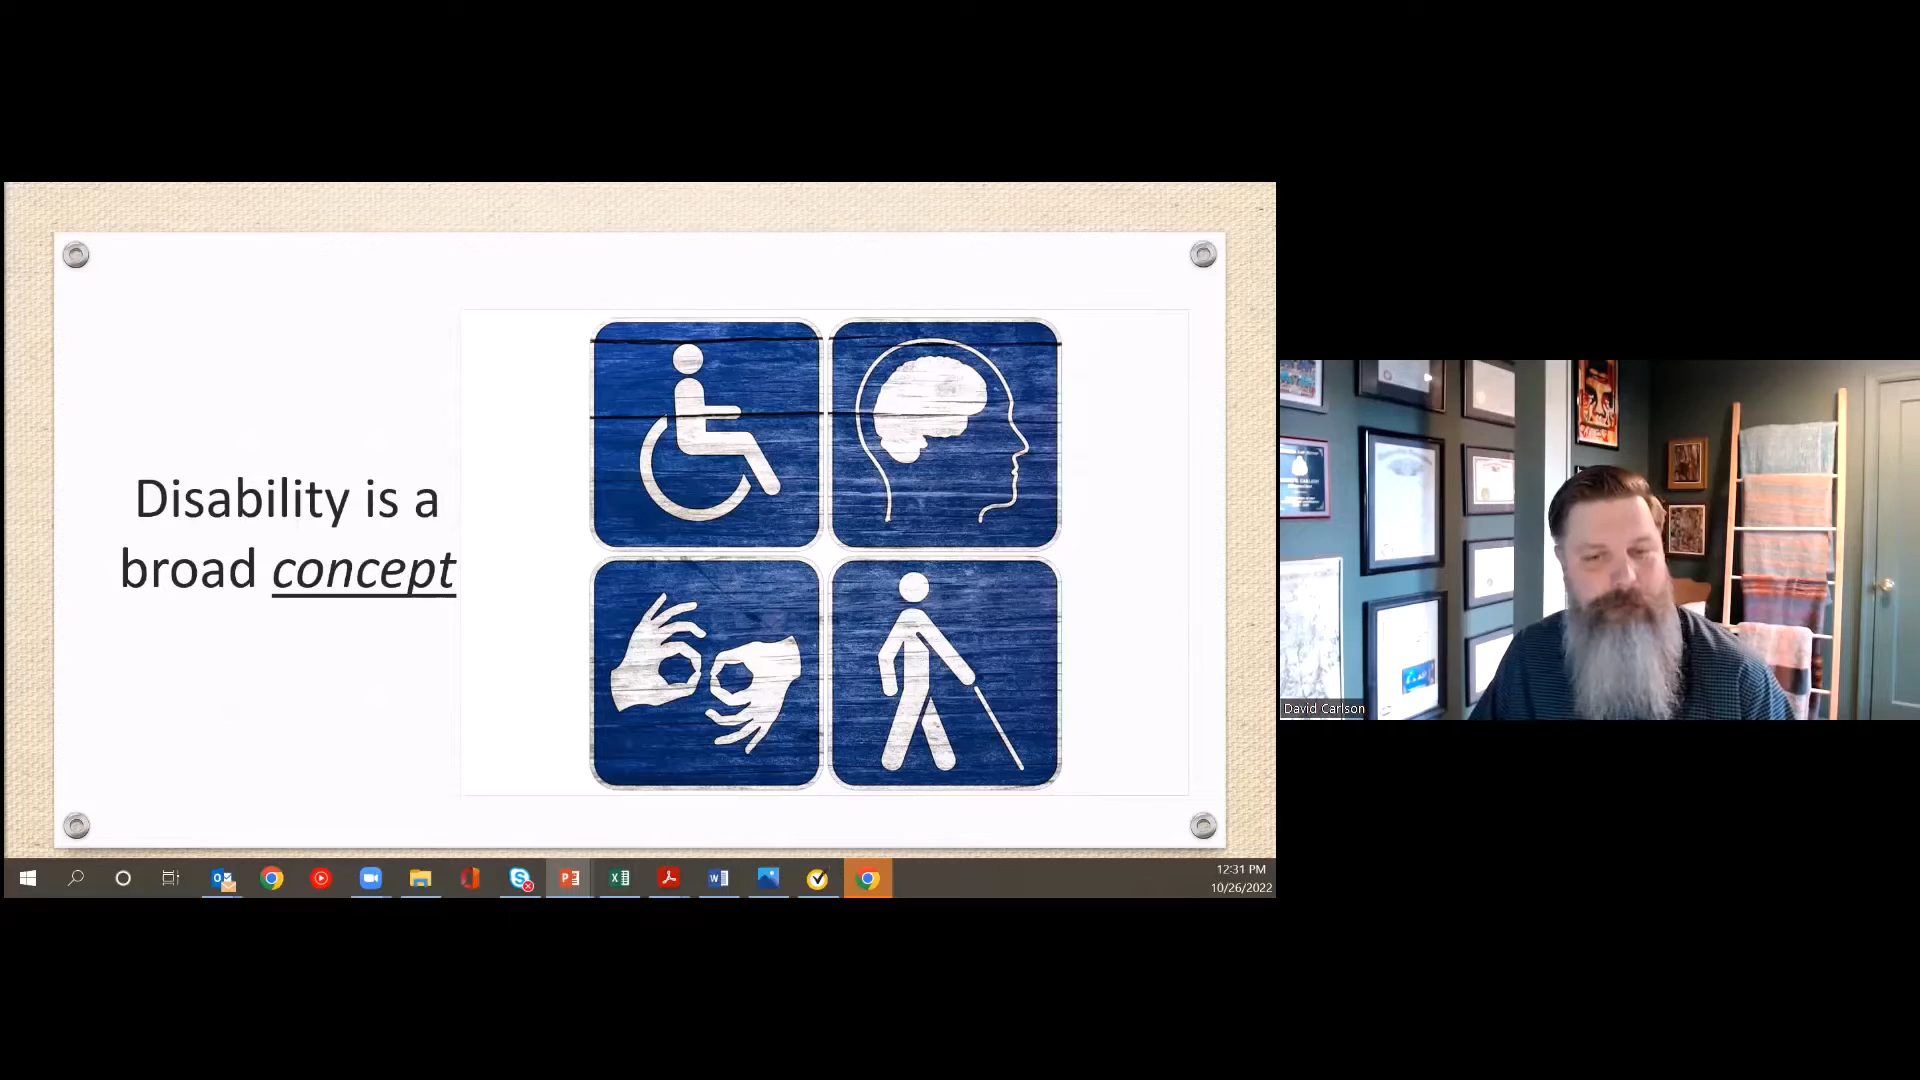 Disability is a
broad concept
David Carlson
12:31 PM
10/26/2022